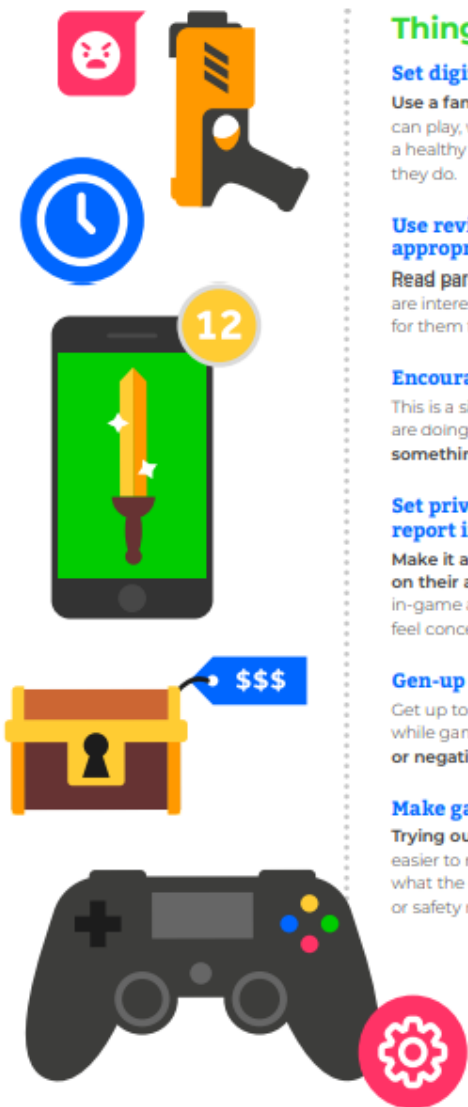 12
$$$
Thing
Set digi
Use a fam
can play, w
a healthy
they do.
Use revi
appropr
Read par
are intere
for them
Encoura
This is a si
are doing
somethin
Set priv
report i
Make it a
on their a
in-game a
feel conce
Gen-up
Get up to
while gam
or negati
Make ga
Trying ou
easier to
what the
or safety